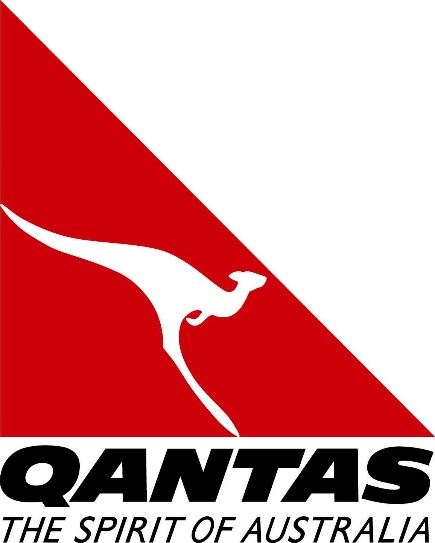 QANTAS
THE SPIRIT OF AUSTRALIA